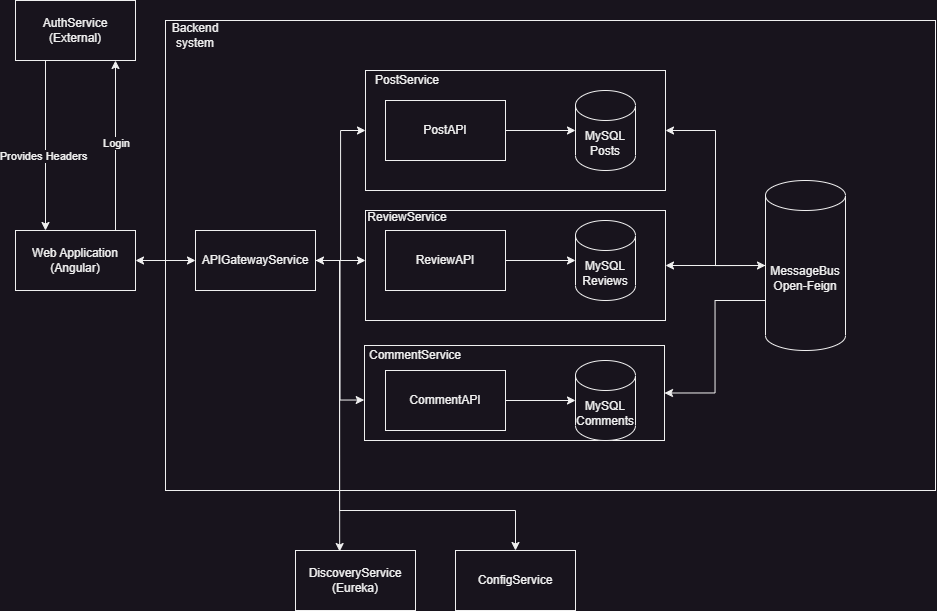 AuthService
(External)
Backend
system
PostService
PostAPI
MySQL
Posts
Login
Provides Headers
ReviewService
Web Application
(Angular)
APIGatewayService
ReviewAPI
MySQL
Reviews
MessageBus
Open-Feign
CommentService
CommentAPI
MySQL
Comments
DiscoveryService
(Eureka)
ConfigService